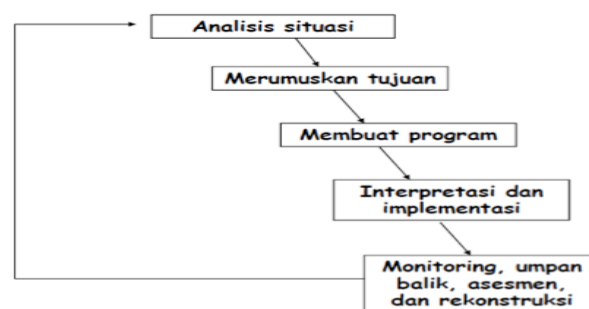 Analisis situasi
Merumuskan tujuan
Membuat program
Interpretasi dan
implementasi
Monitoring, umpan
balik, asesmen,
dan rekonstruksi